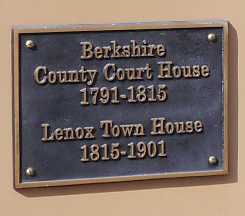 Berkshire
County Court House
1791-1815
Lenox Town House
1815-1901